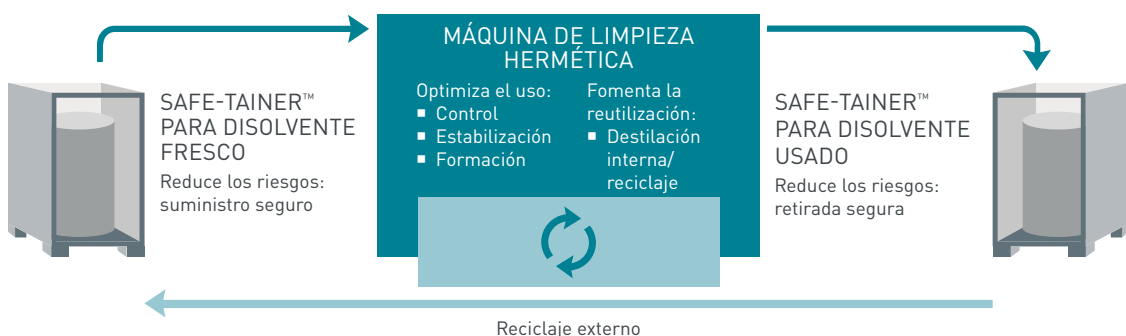 MÁQUINA DE LIMPIEZA
HERMÉTICA
Optimiza el uso:
▪ Control
▪ Estabilización
▪ Formación
Fomenta la
reutilización:
▪ Destilación
interna/
reciclaje
SAFE-TAINER™
PARA DISOLVENTE
FRESCO
Reduce los riesgos:
suministro seguro
SAFE-TAINER™
PARA DISOLVENTE
USADO
Reduce los riesgos:
retirada segura
Reciclaje externo